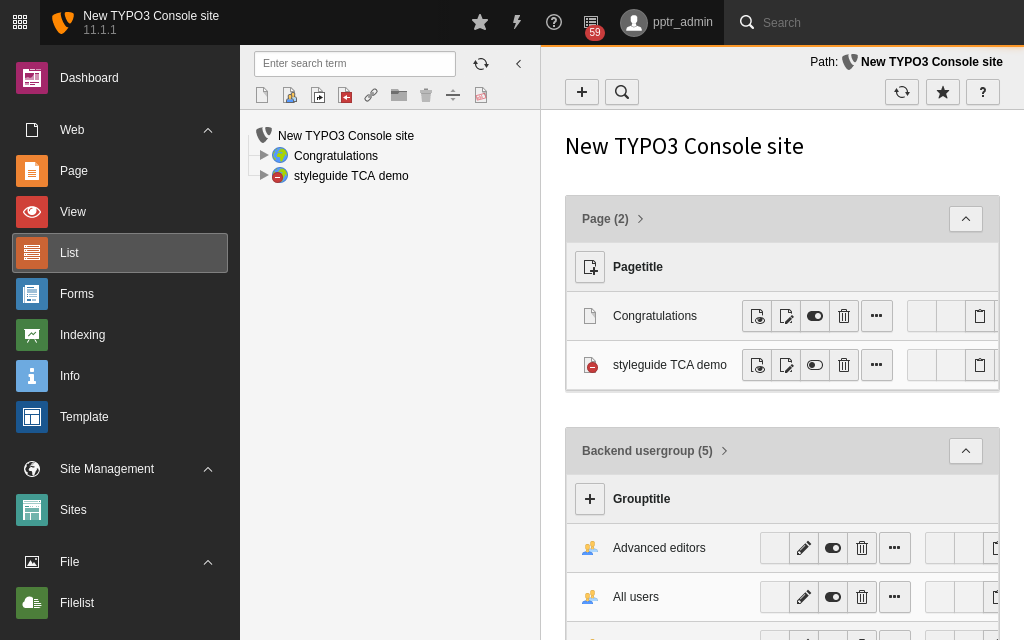 New TYPO3 Console site
11.1.1
59
pptr_admin
Search
Dashboard
Web
Page
View
List
Forms
Indexing
Info
Template
Site Management
Sites
File
Filelist
Enter search term
New TYPO3 Console site
Congratulations
styleguide TCA demo
Path: New TYPO3 Console site
?
New TYPO3 Console site
Page (2)
Pagetitle
Congratulations
styleguide TCA demo
Backend usergroup (5)
Grouptitle
Advanced editors
All users